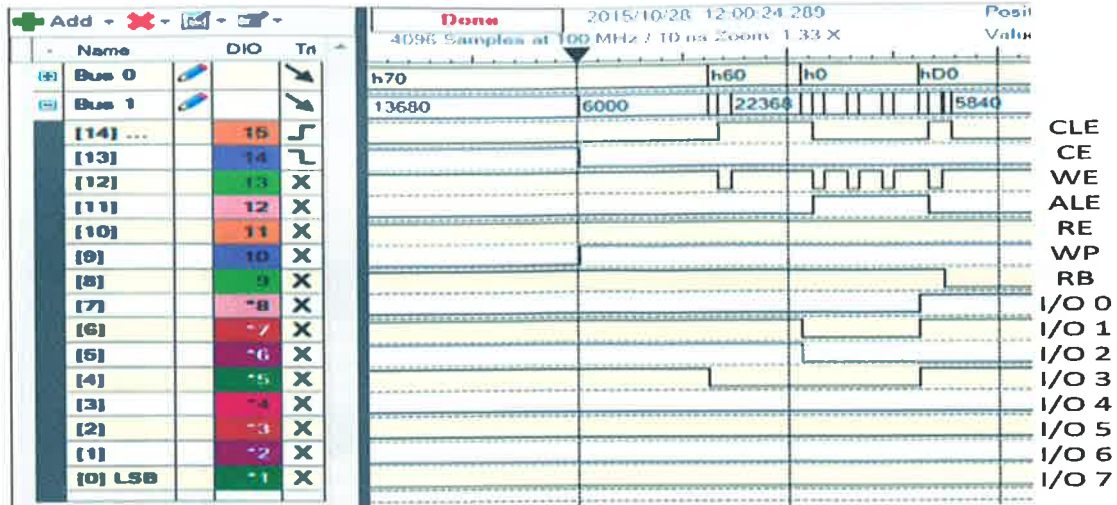 Add
Done
2015/10/28 12:00:24.289
Posit
4096 Samples at 100 MHz / 10 ns Zoom: 1.33 X
Valu
Name DIO Tri
Bus 0 h70 h60 h0 hD0
Bus 1 13680 6000 22368 5840
[14] ... 15 CLE
[13] 14 CE
[12] 13 X WE
[11] 12 X ALE
[10] 11 X RE
[9] 10 X WP
[8] 9 X RB
[7] *8 X I/O 0
[6] *7 X I/O 1
[5] *6 X I/O 2
[4] *5 X I/O 3
[3] *4 X I/O 4
[2] *3 X I/O 5
[1] *2 X I/O 6
[0] LSB *1 X I/O 7